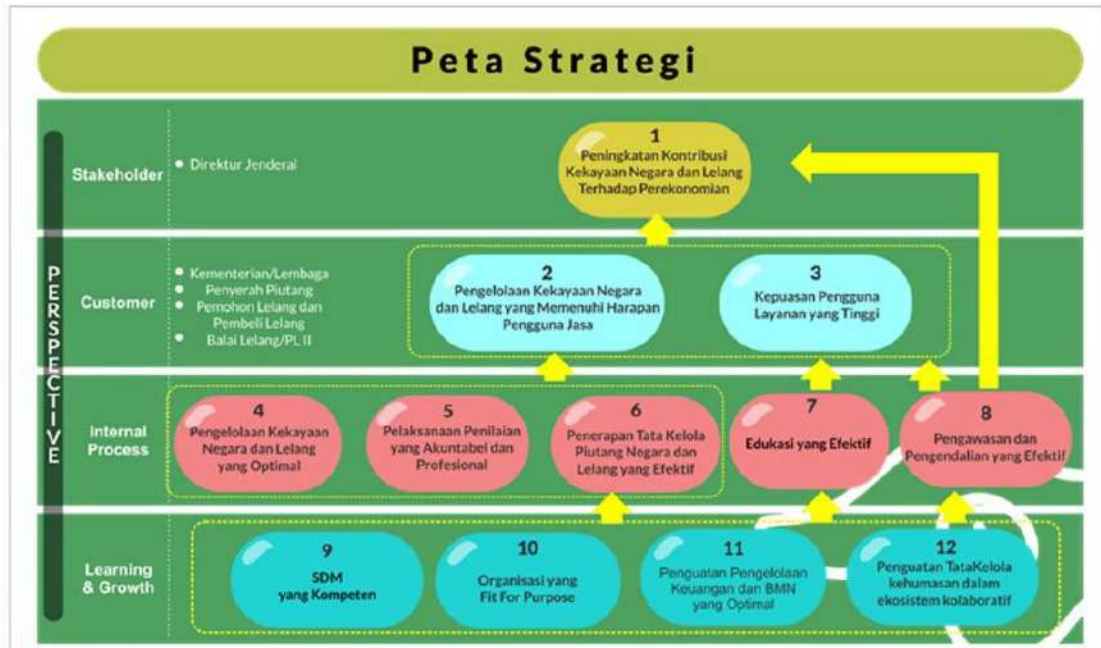 Peta Strategi
PERSPECTIVE
Stakeholder
• Direktur Jenderal
1
Peningkatan Kontribusi
Kekayaan Negara dan Lelang
Terhadap Perekonomian
Customer
• Kementerian/Lembaga
• Penyerah Piutang
• Pemohon Lelang dan
Pembeli Lelang
• Balai Lelang/PL II
2
Pengelolaan Kekayaan Negara
dan Lelang yang Memenuhi Harapan
Pengguna Jasa
3
Kepuasan Pengguna
Layanan yang Tinggi
Internal
Process
4
Pengelolaan Kekayaan
Negara dan Lelang
yang Optimal
5
Pelaksanaan Penilaian
yang Akuntabel dan
Profesional
6
Penerapan Tata Kelola
Piutang Negara dan
Lelang yang Efektif
7
Edukasi yang Efektif
8
Pengawasan dan
Pengendalian yang Efektif
Learning
& Growth
9
SDM
yang Kompeten
10
Organisasi yang
Fit For Purpose
11
Penguatan Pengelolaan
Keuangan dan BMN
yang Optimal
12
Penguatan TataKelola
kehumasan dalam
ekosistem kolaboratif